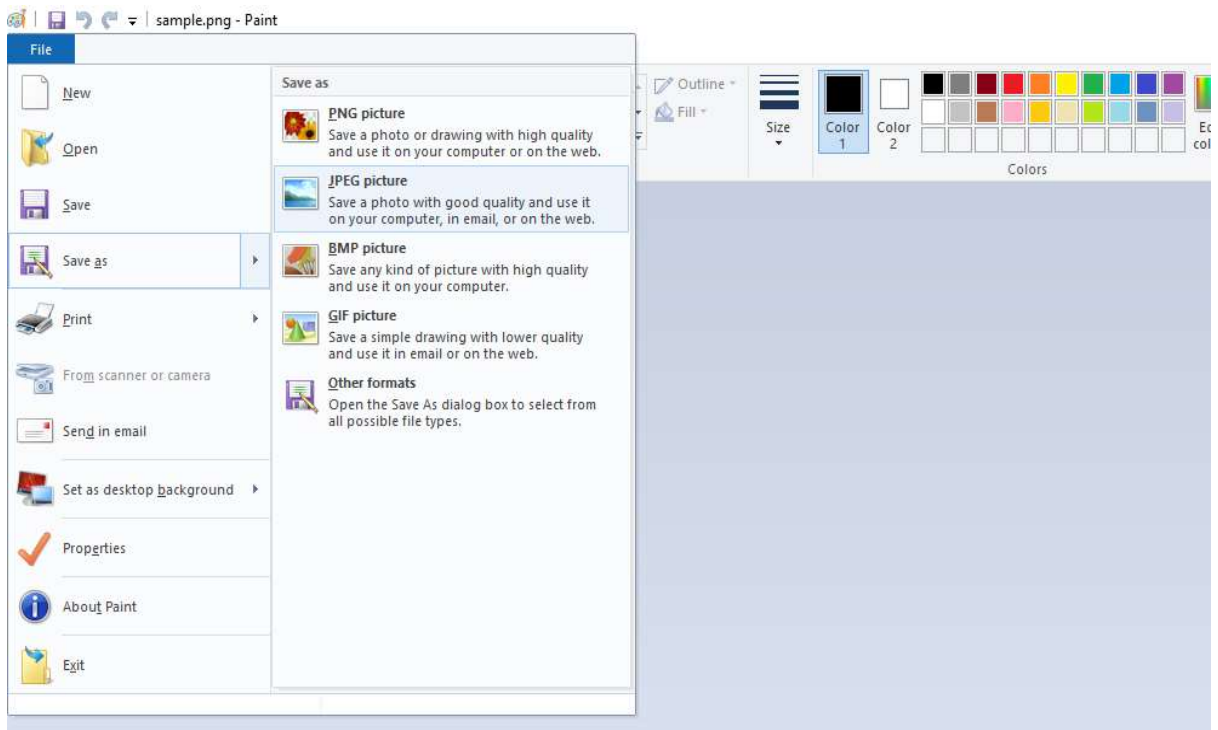 sample.png - Paint
File
New
Open
Save
Save as
Print
From scanner or camera
Send in email
Set as desktop background
Properties
About Paint
Exit
Save as
PNG picture
Save a photo or drawing with high quality
and use it on your computer or on the web.
JPEG picture
Save a photo with good quality and use it
on your computer, in email, or on the web.
BMP picture
Save any kind of picture with high quality
and use it on your computer.
GIF picture
Save a simple drawing with lower quality
and use it in email or on the web.
Other formats
Open the Save As dialog box to select from
all possible file types.
Outline
Fill
Size
Color
1
Color
2
Colors